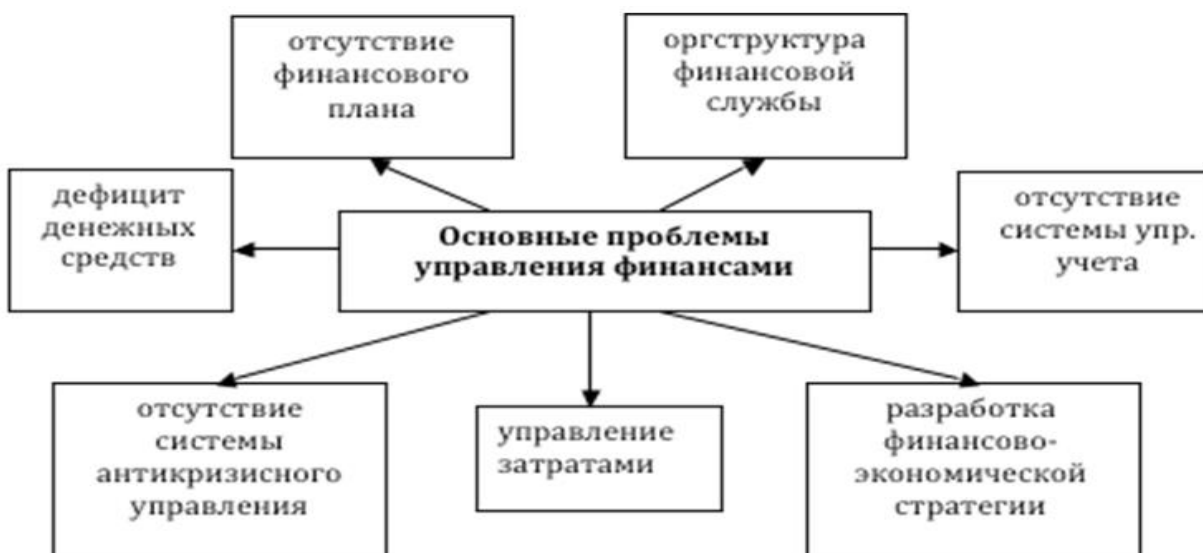 отсутствие
финансового
плана
оргструктура
финансовой
службы
дефицит
денежных
средств
Основные проблемы
управления финансами
отсутствие
системы упр.
учета
отсутствие
системы
антикризисного
управления
управление
затратами
разработка
финансово-
экономической
стратегии